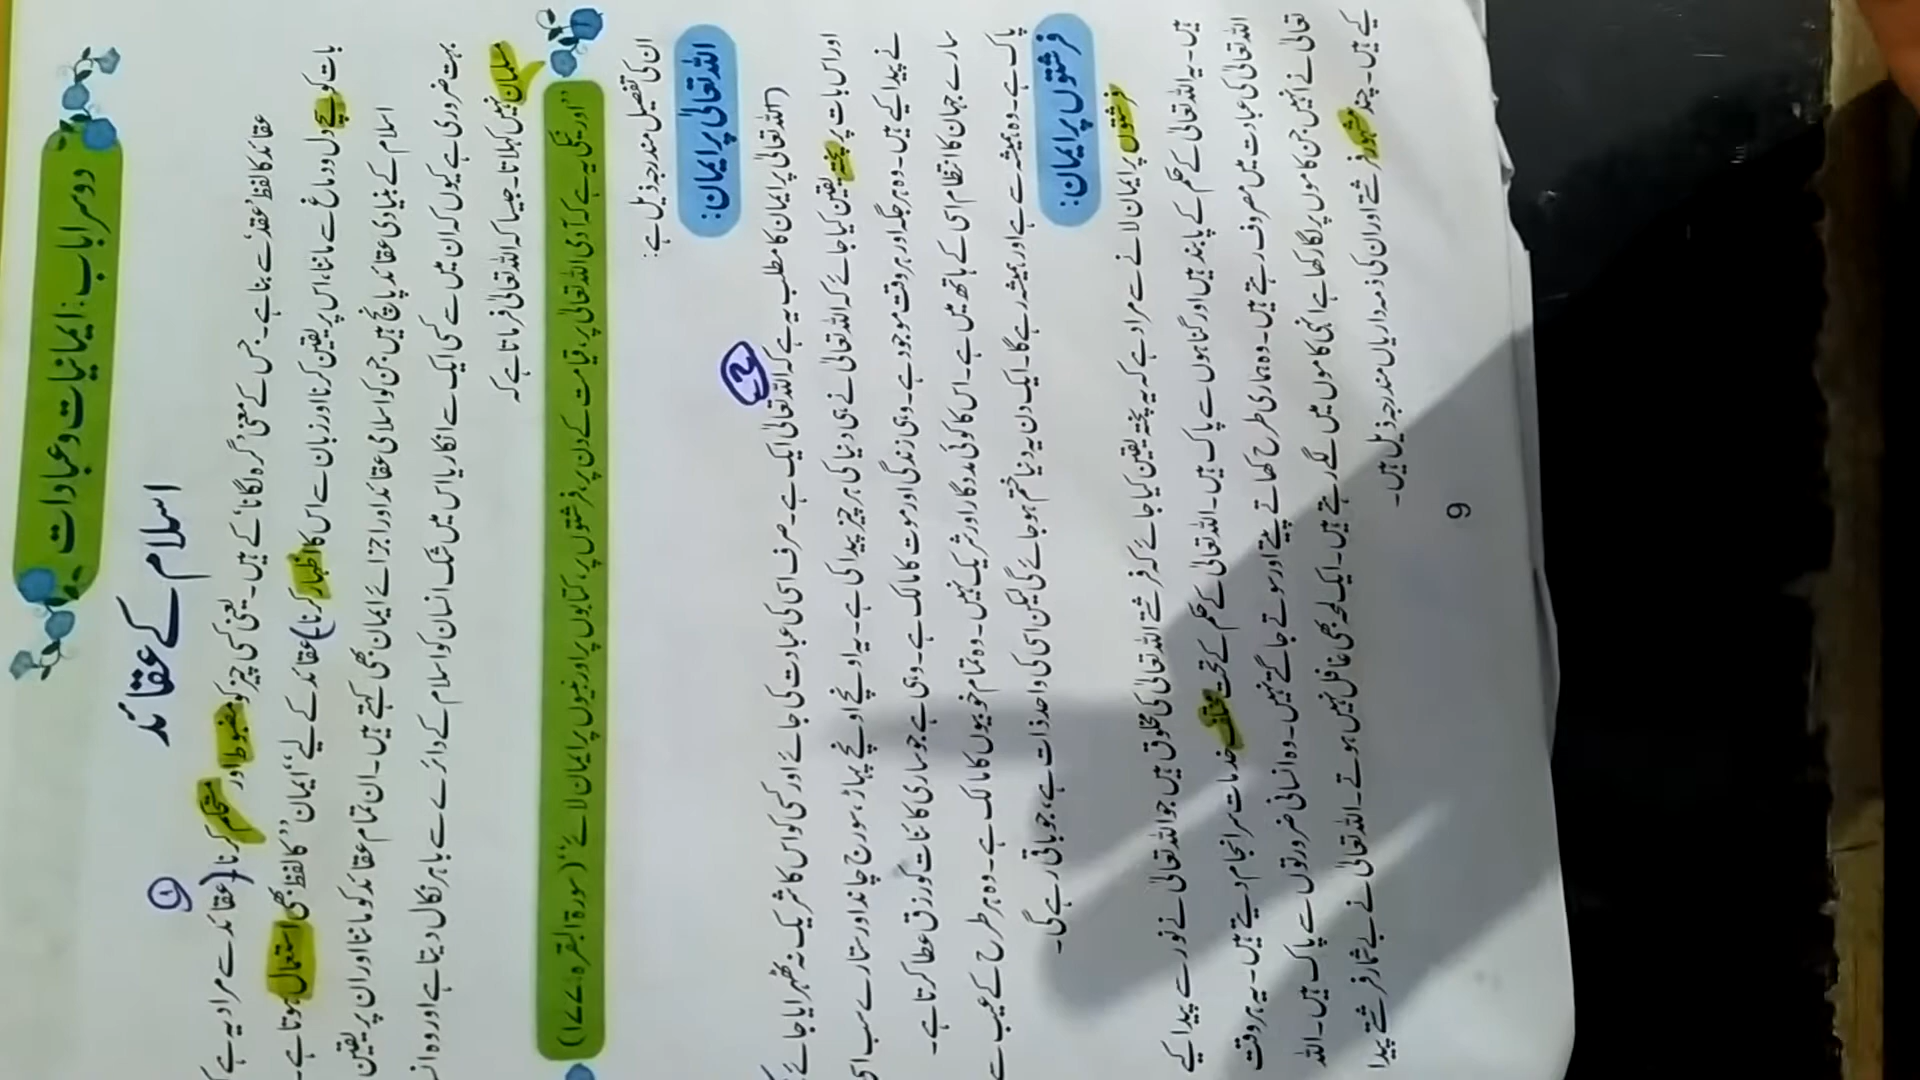 دوسرا باب: ایمانیات و عبادات
اسلام کے عقائد
عقائد کا لفظ عقد سے بنا ہے۔ جس کے معنی گرہ لگانا کے ہیں۔ یعنی کسی چیز کو مضبوط اور مستحکم کرنا (عقائد سے مراد یہ ہے
بات کو سچے دل و دماغ سے ماننا، اس پر یقین کرنا اور زبان سے اس کا اظہار کرنا) عقائد کے لیے "ایمان" کا لفظ بھی استعمال ہوتا ہے۔
اسلام کے بنیادی عقائد پانچ ہیں جن کو اسلامی عقائد اور اجزائے ایمان بھی کہتے ہیں۔ ان تمام عقائد کو ماننا اور ان پر یقین
بہت ضروری ہے کیوں کہ ان میں سے کسی ایک سے انکار یا اس میں شک انسان کو اسلام کے دائرے سے باہر نکال دیتا ہے اور وہ
مسلمان نہیں کہلاتا۔ جیسا کہ اللہ تعالیٰ فرماتا ہے کہ
"اور نیکی یہ ہے کہ آدمی اللہ تعالیٰ پر، قیامت کے دن پر، فرشتوں پر، کتابوں پر اور نبیوں پر ایمان لائے" (سورۃ البقرہ: ۱۷۷)
ان کی تفصیل مندرجہ ذیل ہے:
اللہ تعالیٰ پر ایمان:
(اللہ تعالیٰ پر ایمان کا مطلب یہ ہے کہ اللہ تعالیٰ ایک ہے۔ صرف اسی کی عبادت کی جائے اور کسی کو اس کا شریک نہ ٹھہرایا جائے
اور اس بات پر پختہ یقین کیا جائے کہ اللہ تعالیٰ نے ہی دنیا کی ہر چیز پیدا کی ہے۔ یہ اونچے اونچے پہاڑ، سورج چاند اور ستارے سب اسی
نے پیدا کیے ہیں۔ وہ ہر جگہ اور ہر وقت موجود ہے۔ وہی زندگی اور موت کا مالک ہے۔ وہی ہے جو ساری کائنات کو رزق عطا کرتا ہے۔
سارے جہان کا انتظام اسی کے ہاتھ میں ہے۔ اس کا کوئی مددگار اور شریک نہیں۔ وہ تمام خوبیوں کا مالک ہے۔ وہ ہر طرح کے عیب سے
پاک ہے۔ وہ ہمیشہ سے ہے اور ہمیشہ رہے گا۔ ایک دن یہ دنیا ختم ہو جائے گی لیکن اسی کی واحد ذات ہے، جو باقی رہے گی۔
فرشتوں پر ایمان:
فرشتوں پر ایمان لانے سے مراد ہے کہ یہ پختہ یقین کیا جائے کہ فرشتے اللہ تعالیٰ کی مخلوق ہیں جو اللہ تعالیٰ نے نور سے پیدا کیے
ہیں۔ یہ اللہ تعالیٰ کے حکم کے پابند ہیں اور گناہوں سے پاک ہیں۔ اللہ تعالیٰ کے حکم کے تحت مختلف خدمات سر انجام دیتے ہیں۔ یہ ہر وقت
اللہ تعالیٰ کی عبادت میں مصروف رہتے ہیں۔ وہ ہماری طرح کھاتے پیتے اور سوتے جاگتے نہیں۔ وہ انسانی ضرورتوں سے پاک ہیں۔ اللہ
تعالیٰ نے انہیں جن کاموں پر لگا رکھا ہے انہی کاموں میں لگے رہتے ہیں۔ ایک لمحہ بھی غافل نہیں ہوتے۔ اللہ تعالیٰ نے بے شمار فرشتے پیدا
کیے ہیں۔ چند مشہور فرشتے اور ان کی ذمہ داریاں مندرجہ ذیل ہیں۔
9